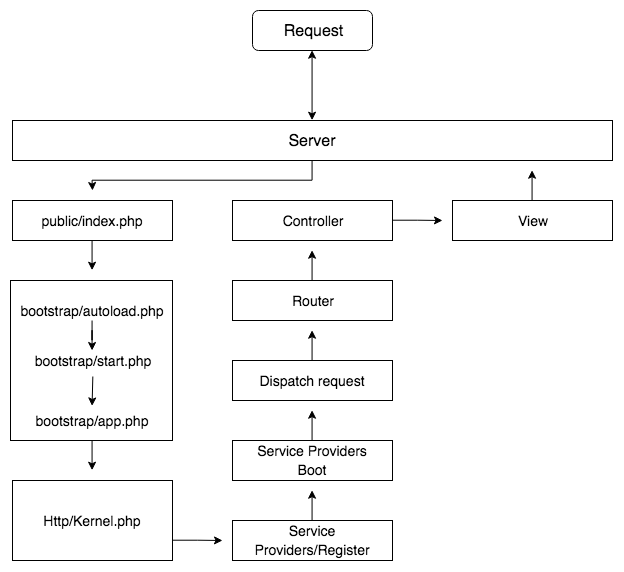 Request
Server
public/index.php
Controller
View
bootstrap/autoload.php
bootstrap/start.php
bootstrap/app.php
Router
Dispatch request
Service Providers
Boot
Http/Kernel.php
Service
Providers/Register